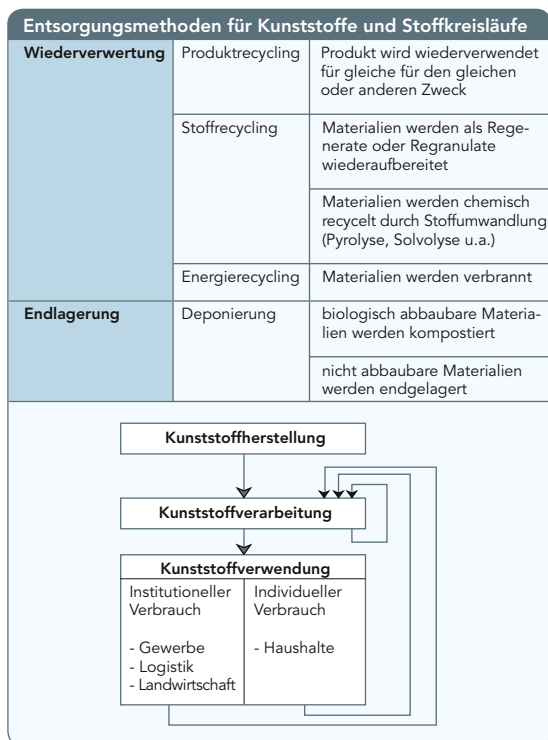 Entsorgungsmethoden für Kunststoffe und Stoffkreisläufe
Wiederverwertung
Produktrecycling
Produkt wird wiederverwendet
für gleiche für den gleichen
oder anderen Zweck
Stoffrecycling
Materialien werden als Rege-
nerate oder Regranulate
wiederaufbereitet
Materialien werden chemisch
recycelt durch Stoffumwandlung
(Pyrolyse, Solvolyse u.a.)
Energierecycling
Materialien werden verbrannt
Endlagerung
Deponierung
biologisch abbaubare Materia-
lien werden kompostiert
nicht abbaubare Materialien
werden endgelagert
Kunststoffherstellung
Kunststoffverarbeitung
Kunststoffverwendung
Institutioneller
Verbrauch
- Gewerbe
- Logistik
- Landwirtschaft
Individueller
Verbrauch
- Haushalte